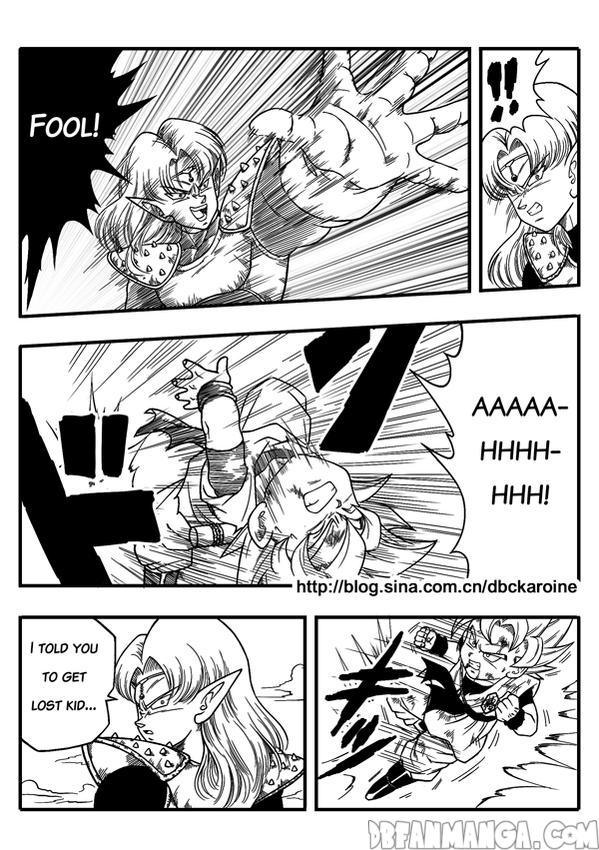 FOOL!
!!
AAAAA-
HHHH-
HHH!
!!
http://blog.sina.com.cn/dbckaroine
I TOLD YOU
TO GET
LOST KID...
DBFANMANGA.COM